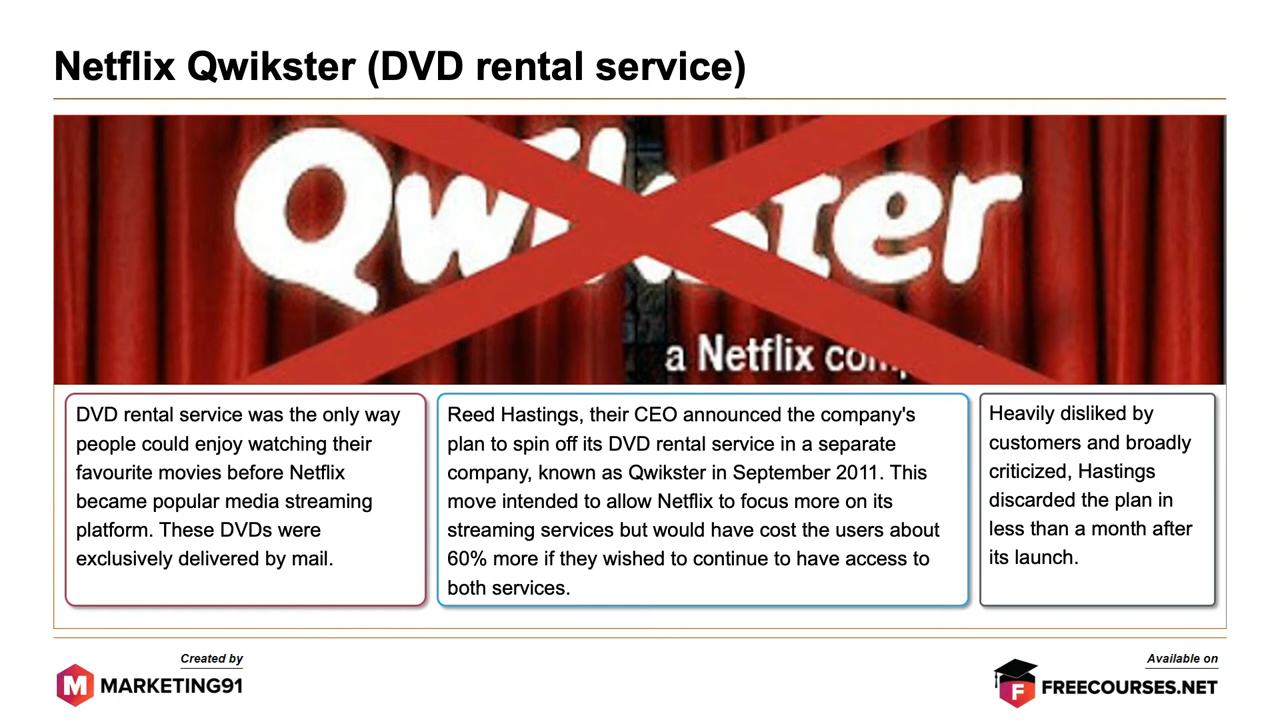 Netflix Qwikster (DVD rental service)
Qwikster
a Netflix
DVD rental service was the only way
people could enjoy watching their
favourite movies before Netflix
became popular media streaming
platform. These DVDs were
exclusively delivered by mail.
Reed Hastings, their CEO announced the company's
plan to spin off its DVD rental service in a separate
company, known as Qwikster in September 2011. This
move intended to allow Netflix to focus more on its
streaming services but would have cost the users about
60% more if they wished to continue to have access to
both services.
Heavily disliked by
customers and broadly
criticized, Hastings
discarded the plan in
less than a month after
its launch.
Created by
M MARKETING91
Available on
F FREECOURSES.NET